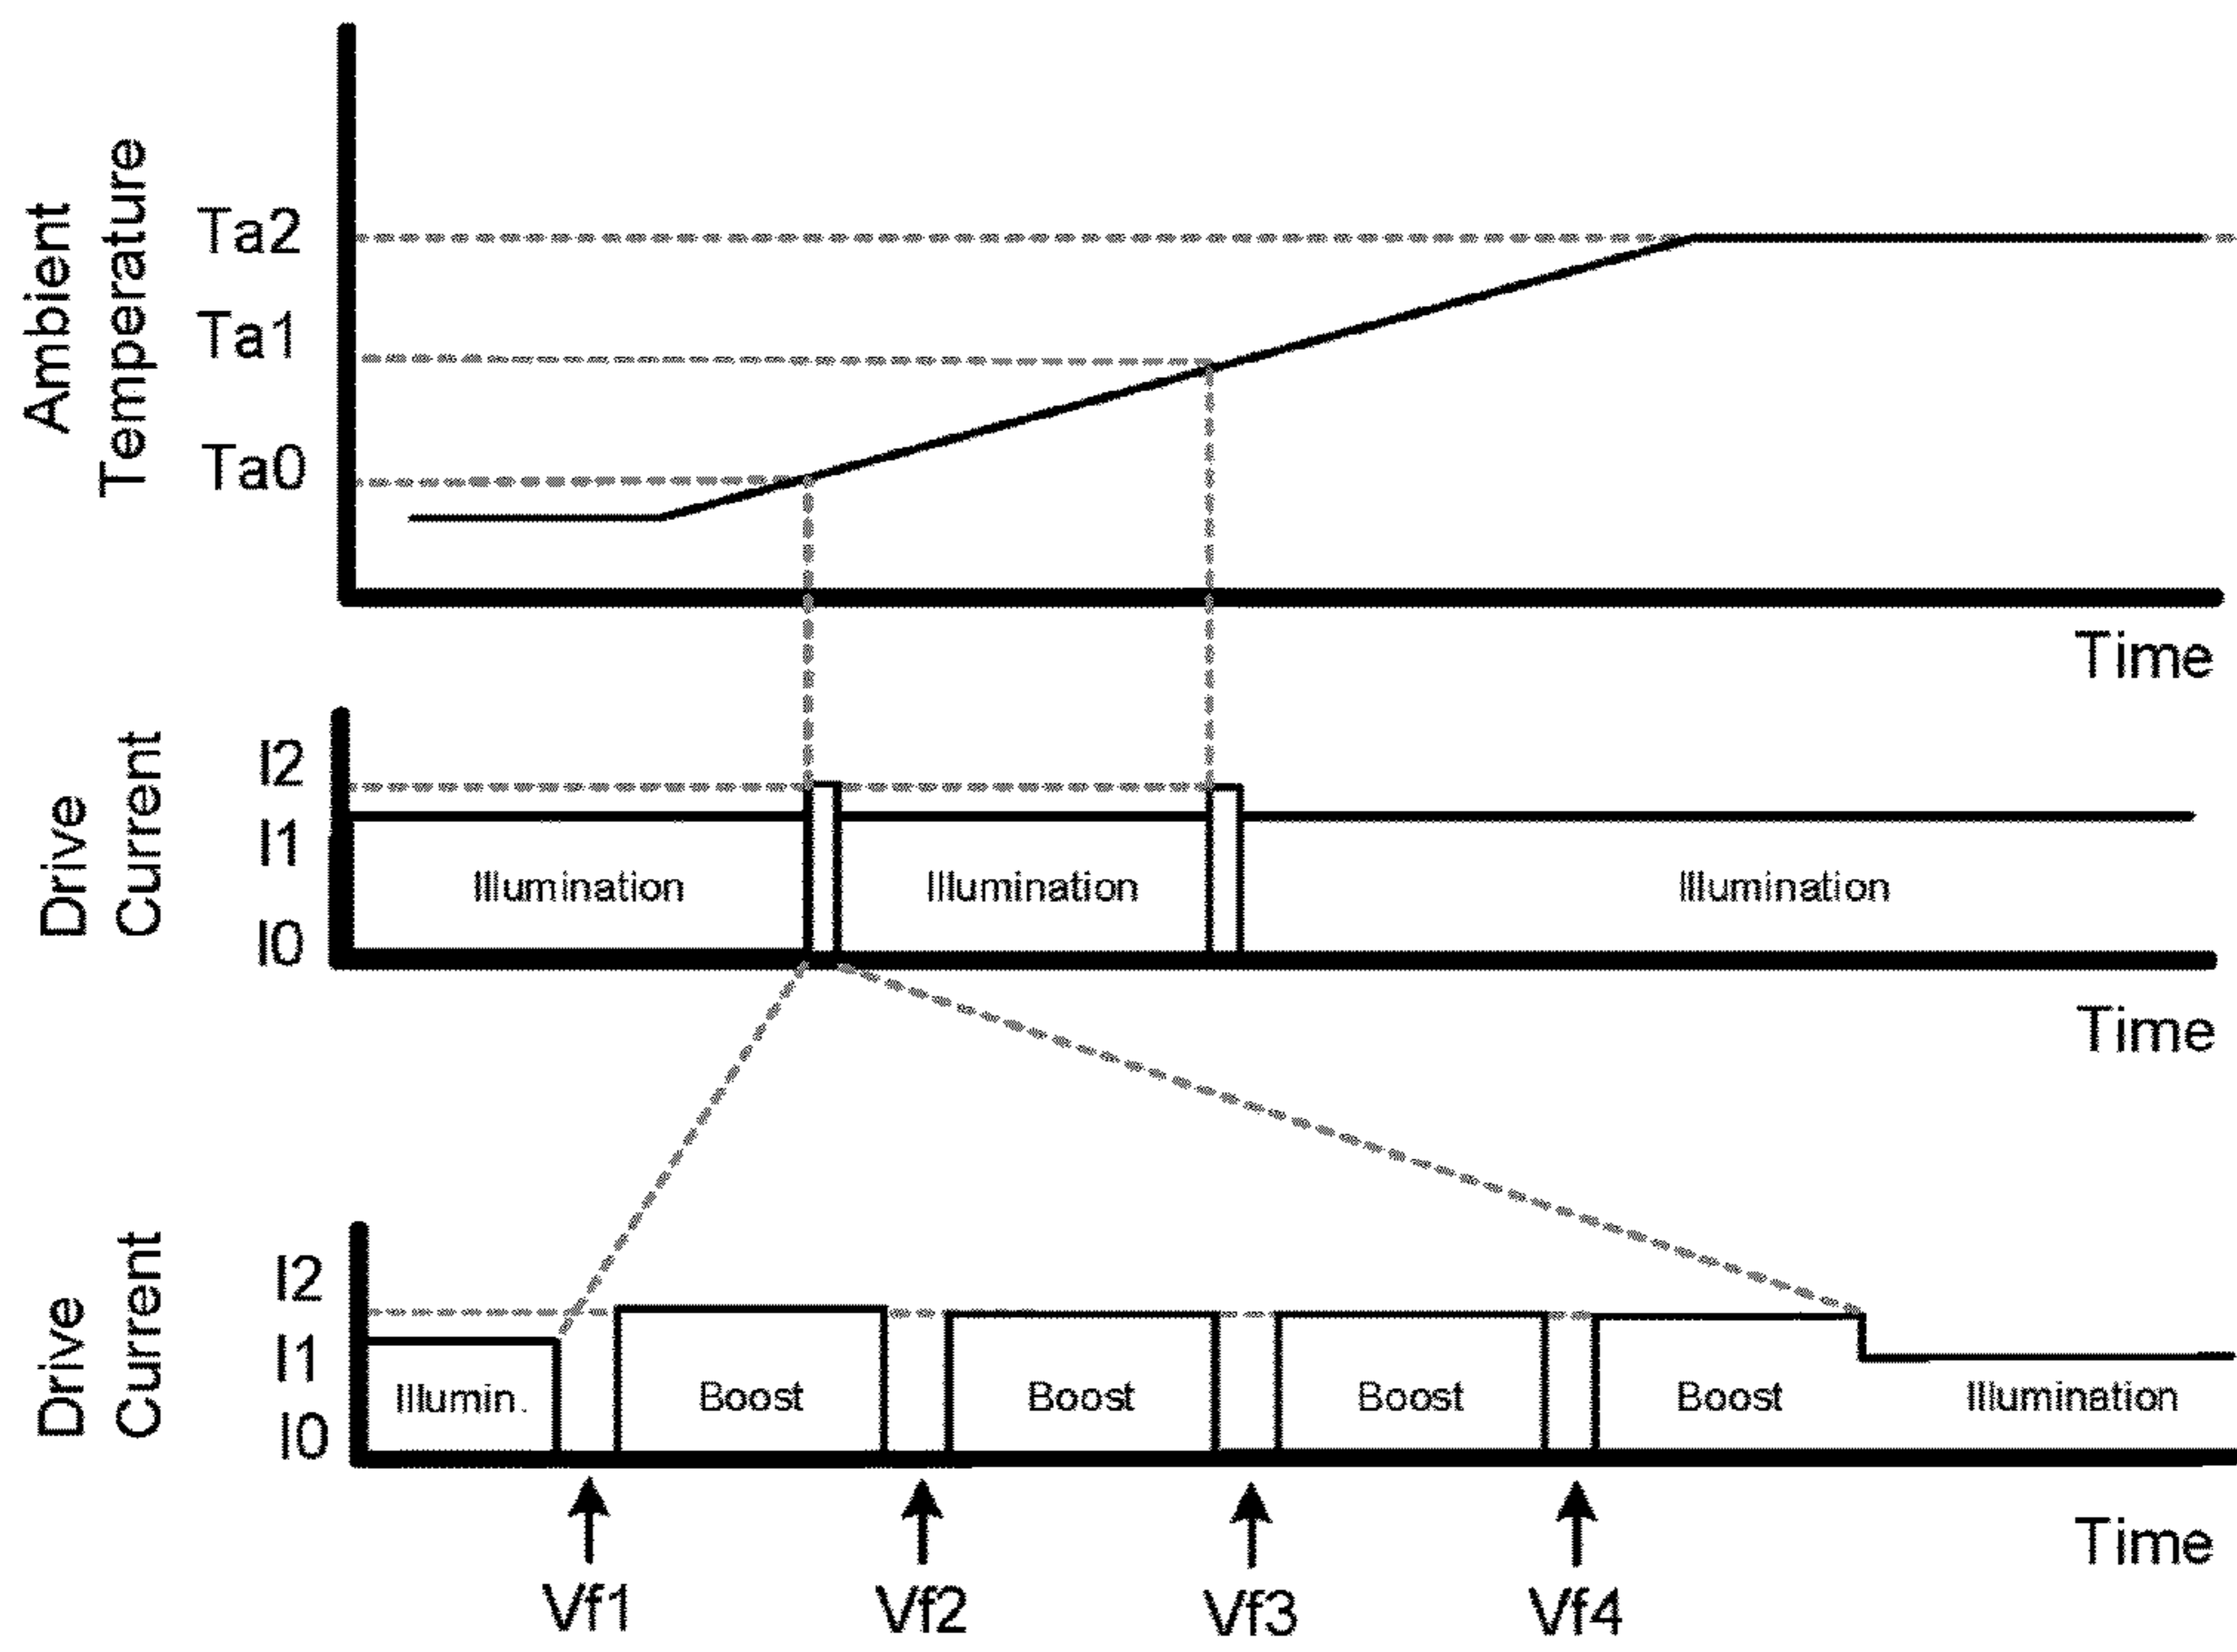 Ambient
Temperature
Ta2
Ta1
Ta0
Time
Drive
Current
I2
I1
I0
Illumination
Illumination
Illumination
Time
Drive
Current
I2
I1
I0
Illumin.
Boost
Boost
Boost
Boost
Illumination
Time
Vf1
Vf2
Vf3
Vf4